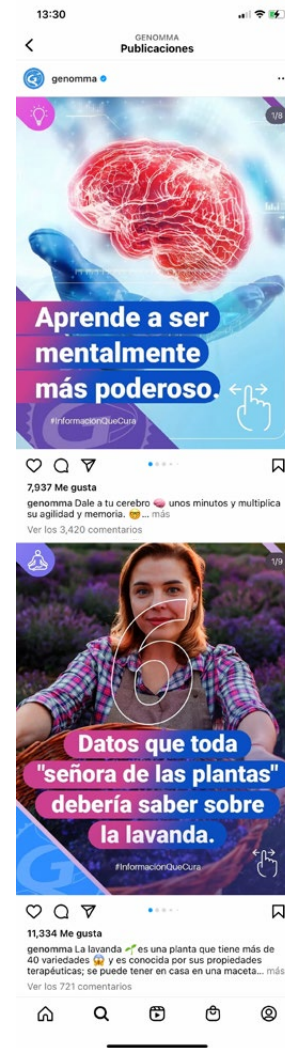 13:30
GENOMMA
Publicaciones
genomma
1/8
Aprende a ser
mentalmente
más poderoso.
#InformaciónQueCura
7,937 Me gusta
genomma Dale a tu cerebro 🧠 unos minutos y multiplica
su agilidad y memoria. 🤓... más
Ver los 3,420 comentarios
1/9
6
Datos que toda
"señora de las plantas"
debería saber sobre
la lavanda.
#InformaciónQueCura
11,334 Me gusta
genomma La lavanda 🌱 es una planta que tiene más de
40 variedades 😱 y es conocida por sus propiedades
terapéuticas; se puede tener en casa en una maceta... más
Ver los 721 comentarios